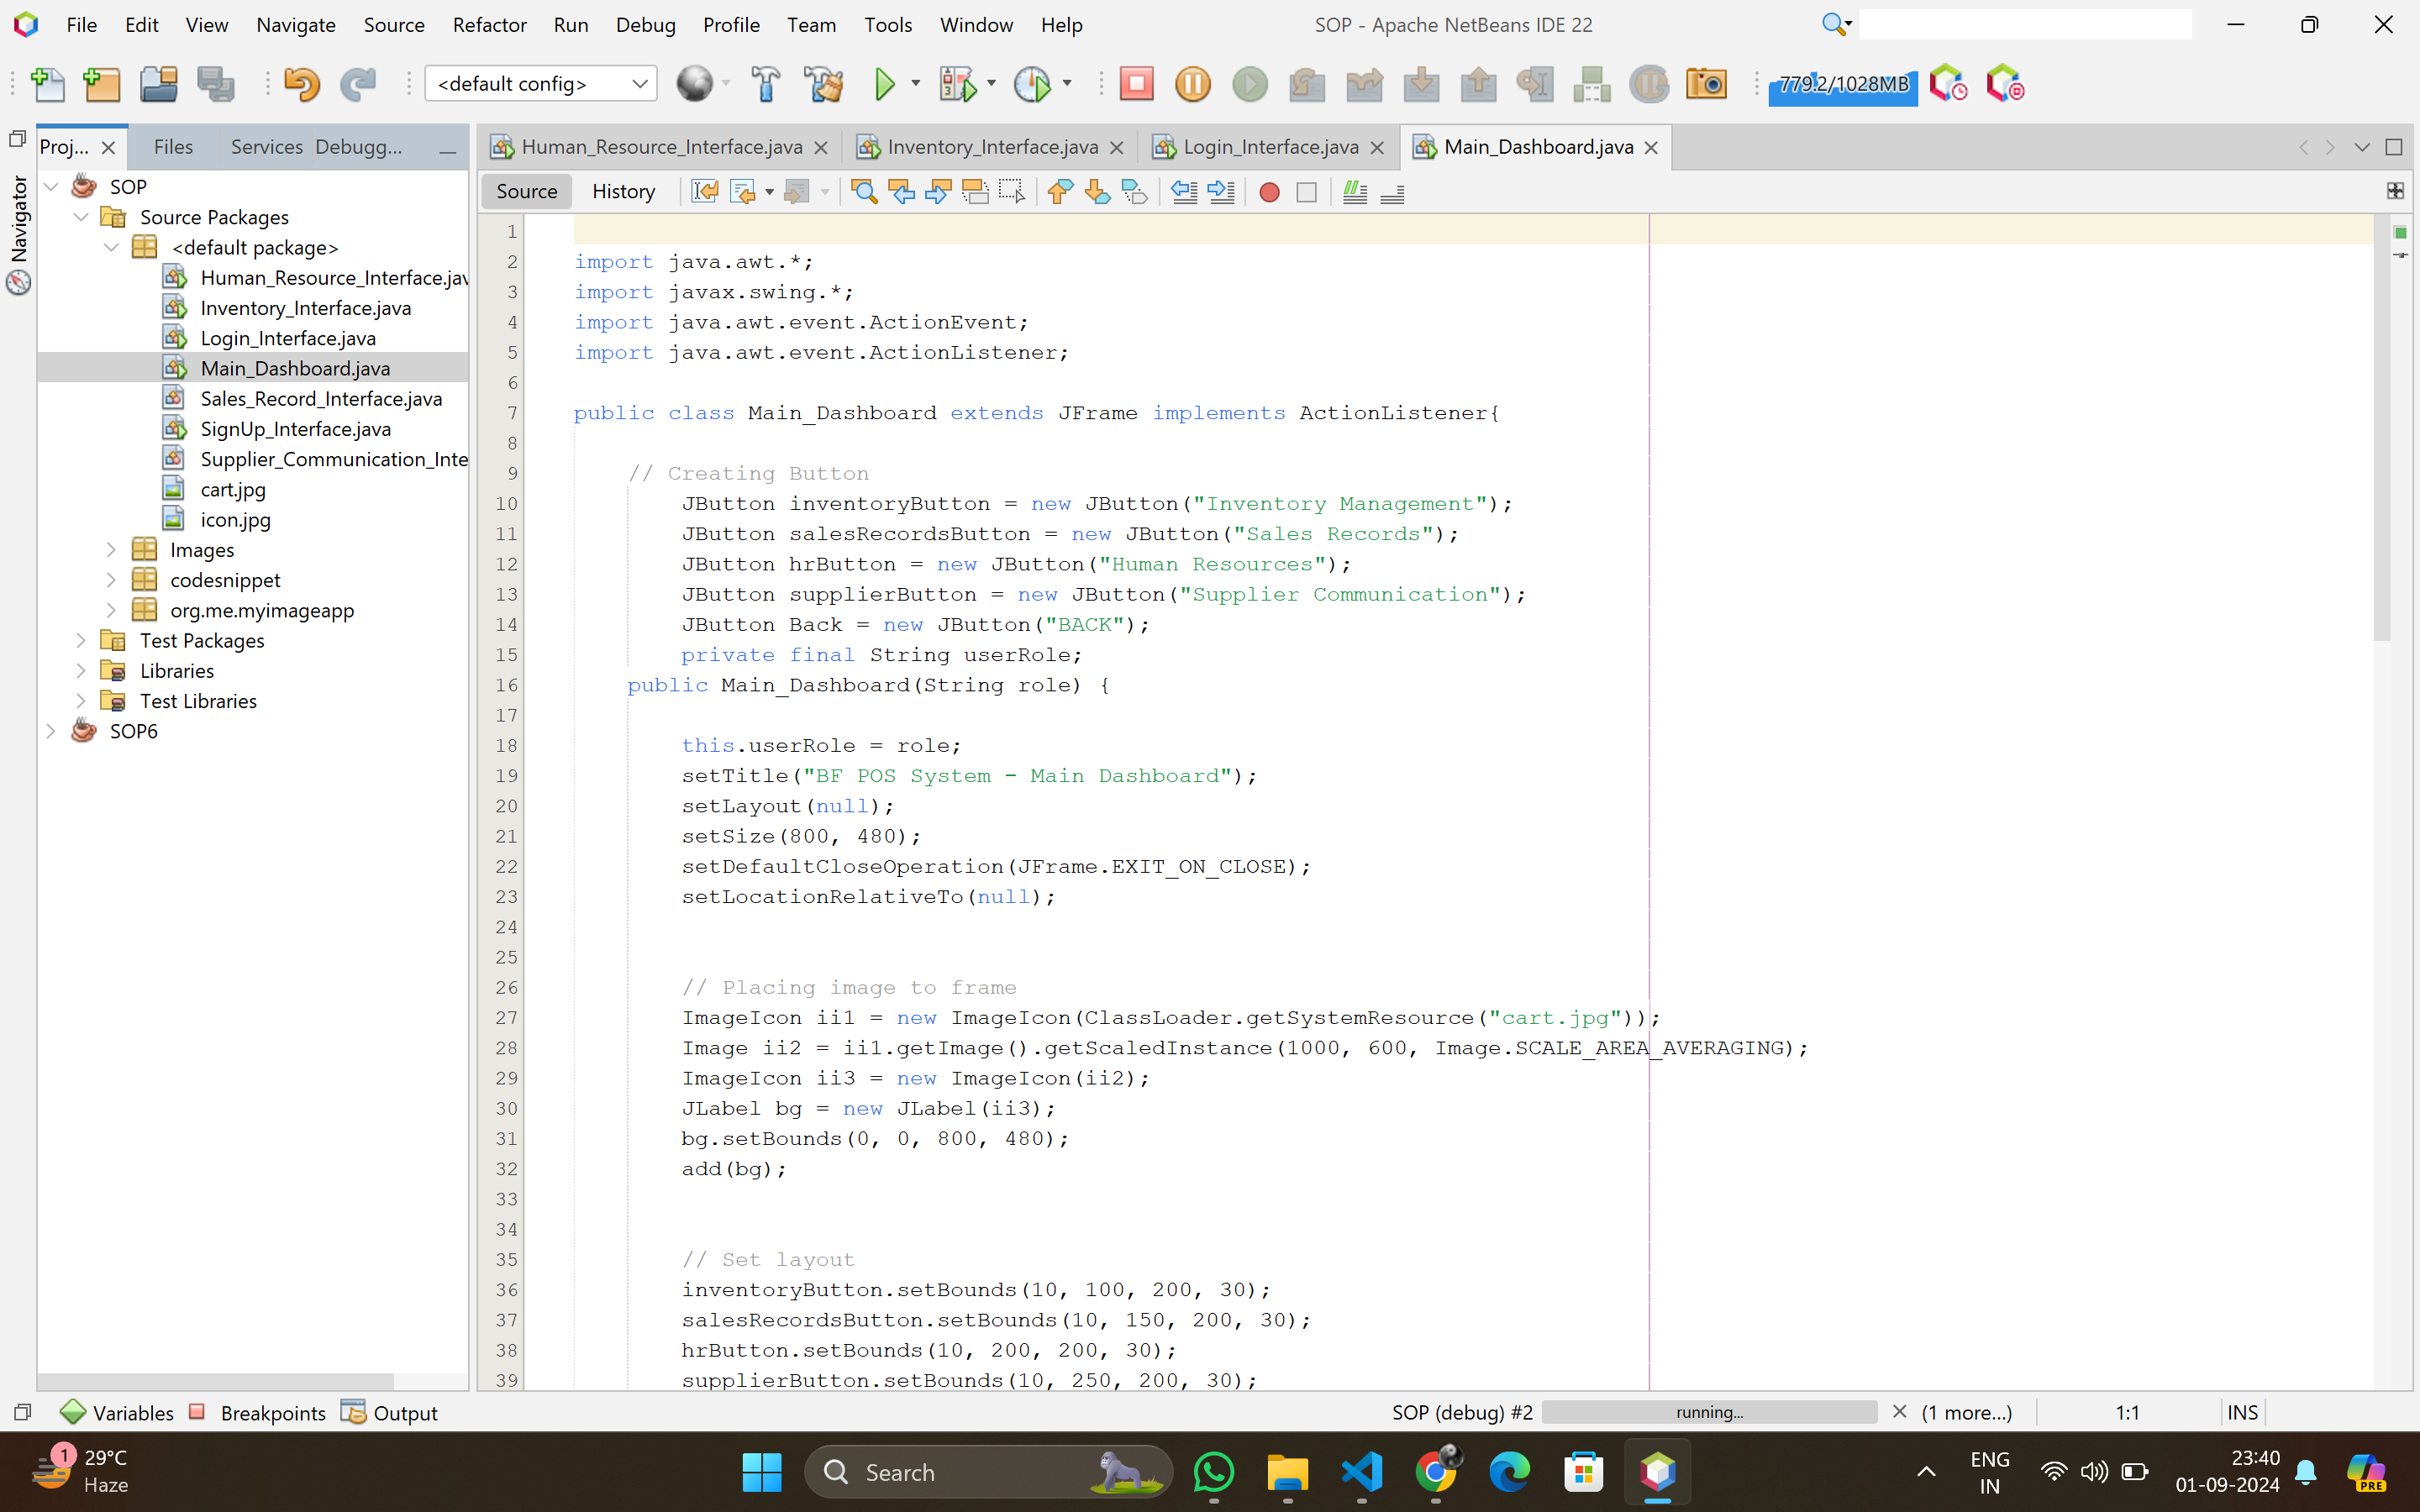 File Edit View Navigate Source Refactor Run Debug Profile Team Tools Window Help SOP - Apache NetBeans IDE 22
<default config> 779.2/1028MB
Proj... Files Services Debugg... Human_Resource_Interface.java Inventory_Interface.java Login_Interface.java Main_Dashboard.java
Source History
Navigator
SOP
Source Packages
<default package>
Human_Resource_Interface.jav
Inventory_Interface.java
Login_Interface.java
Main_Dashboard.java
Sales_Record_Interface.java
SignUp_Interface.java
Supplier_Communication_Inte
cart.jpg
icon.jpg
Images
codesnippet
org.me.myimageapp
Test Packages
Libraries
Test Libraries
SOP6
1
2 import java.awt.*;
3 import javax.swing.*;
4 import java.awt.event.ActionEvent;
5 import java.awt.event.ActionListener;
6
7 public class Main_Dashboard extends JFrame implements ActionListener{
8
9 // Creating Button
10 JButton inventoryButton = new JButton("Inventory Management");
11 JButton salesRecordsButton = new JButton("Sales Records");
12 JButton hrButton = new JButton("Human Resources");
13 JButton supplierButton = new JButton("Supplier Communication");
14 JButton Back = new JButton("BACK");
15 private final String userRole;
16 public Main_Dashboard(String role) {
17
18 this.userRole = role;
19 setTitle("BF POS System - Main Dashboard");
20 setLayout(null);
21 setSize(800, 480);
22 setDefaultCloseOperation(JFrame.EXIT_ON_CLOSE);
23 setLocationRelativeTo(null);
24
25
26 // Placing image to frame
27 ImageIcon ii1 = new ImageIcon(ClassLoader.getSystemResource("cart.jpg"));
28 Image ii2 = ii1.getImage().getScaledInstance(1000, 600, Image.SCALE_AREA_AVERAGING);
29 ImageIcon ii3 = new ImageIcon(ii2);
30 JLabel bg = new JLabel(ii3);
31 bg.setBounds(0, 0, 800, 480);
32 add(bg);
33
34
35 // Set layout
36 inventoryButton.setBounds(10, 100, 200, 30);
37 salesRecordsButton.setBounds(10, 150, 200, 30);
38 hrButton.setBounds(10, 200, 200, 30);
39 supplierButton.setBounds(10, 250, 200, 30);
Variables Breakpoints Output SOP (debug) #2 running... (1 more...) 1:1 INS
1 29°C
Haze
Search
ENG
IN
23:40
01-09-2024
PRE